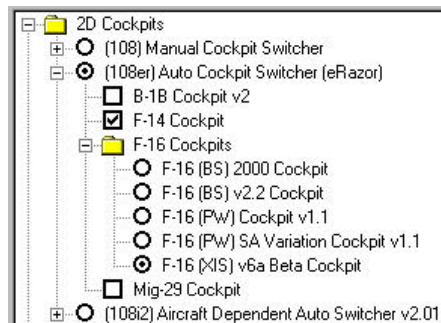 2D Cockpits
(108) Manual Cockpit Switcher
(108er) Auto Cockpit Switcher (eRazor)
B-1B Cockpit v2
F-14 Cockpit
F-16 Cockpits
F-16 (BS) 2000 Cockpit
F-16 (BS) v2.2 Cockpit
F-16 (PW) Cockpit v1.1
F-16 (PW) SA Variation Cockpit v1.1
F-16 (XIS) v6a Beta Cockpit
Mig-29 Cockpit
(108i2) Aircraft Dependent Auto Switcher v2.01